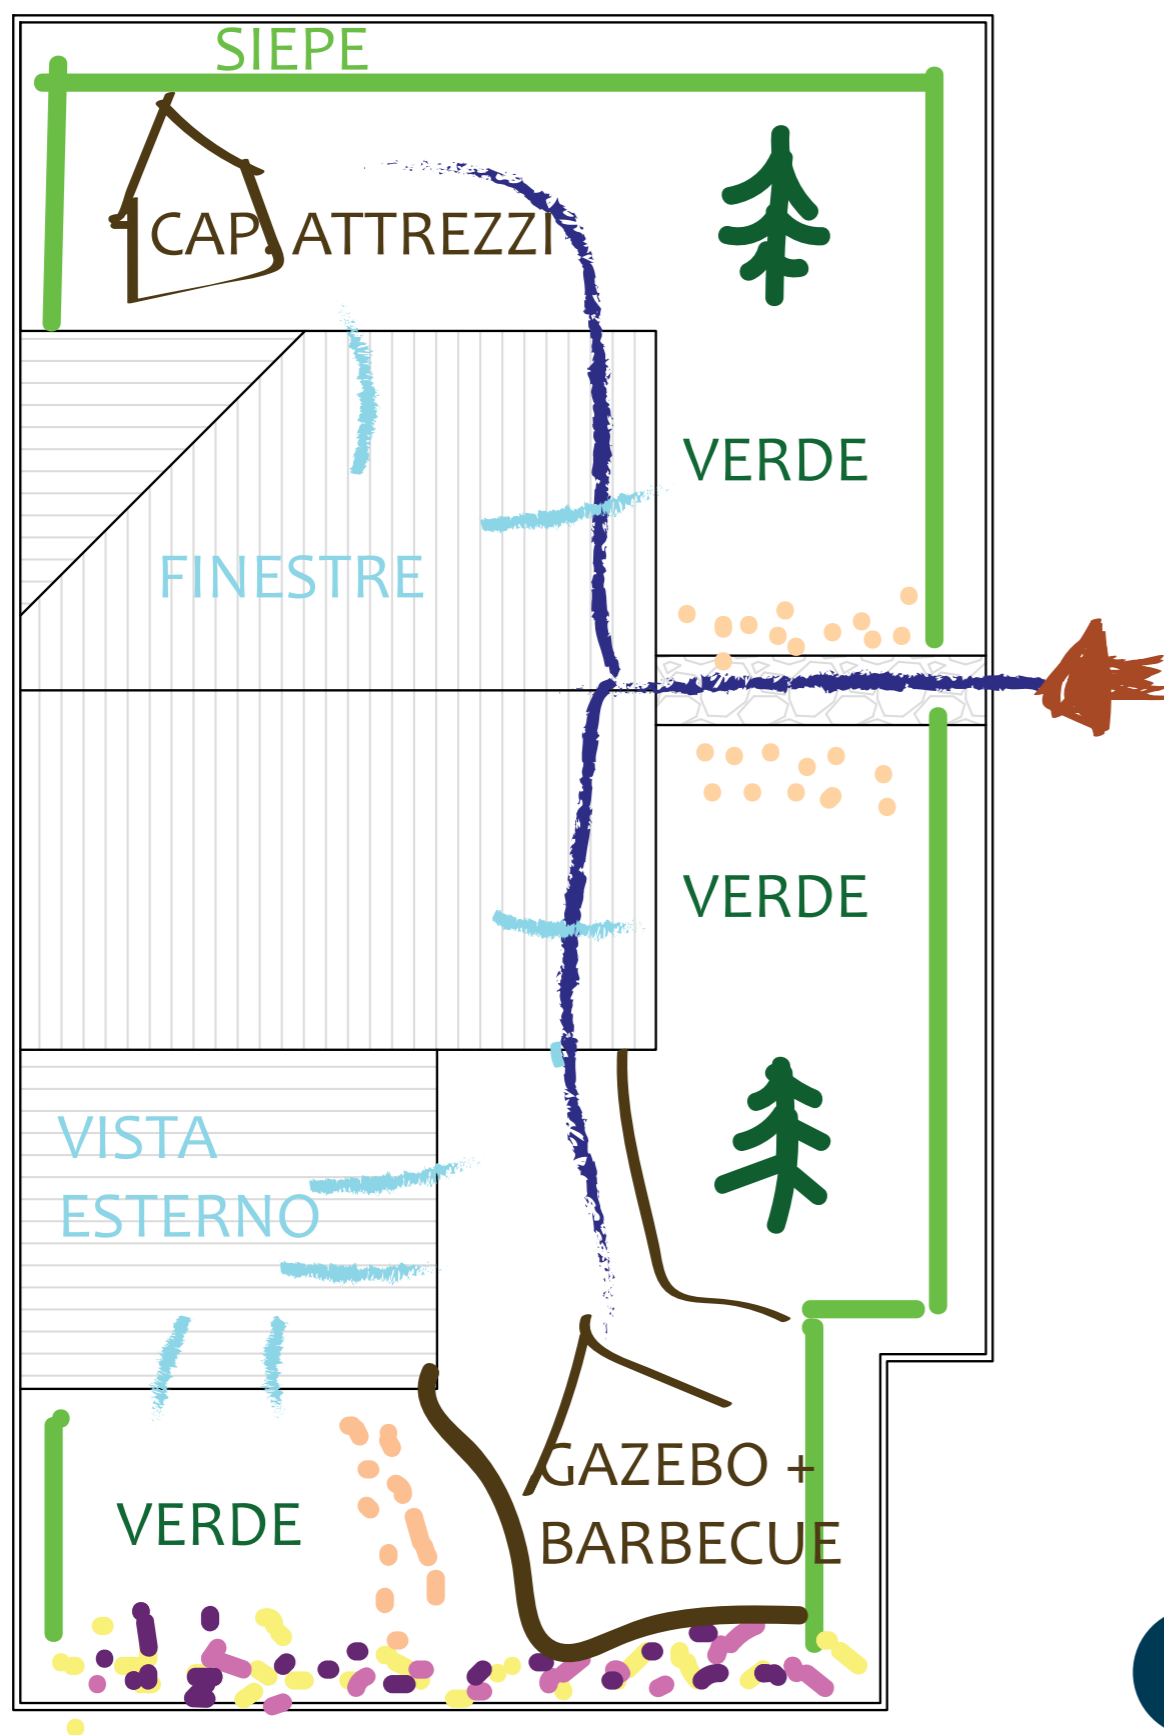 SIEPE
CAP. ATTREZZI
VERDE
FINESTRE
VERDE
VISTA
ESTERNO
GAZEBO +
VERDE
BARBECUE